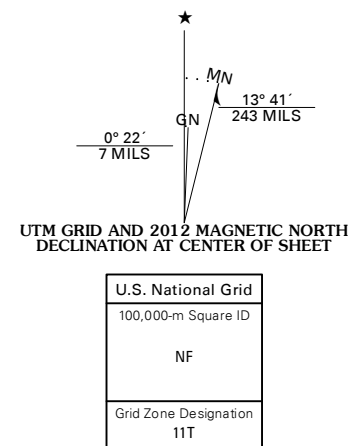 ★
MN
GN
13° 41´
243 MILS
0° 22´
7 MILS
UTM GRID AND 2012 MAGNETIC NORTH
DECLINATION AT CENTER OF SHEET
U.S. National Grid
100,000-m Square ID
NF
Grid Zone Designation
11T